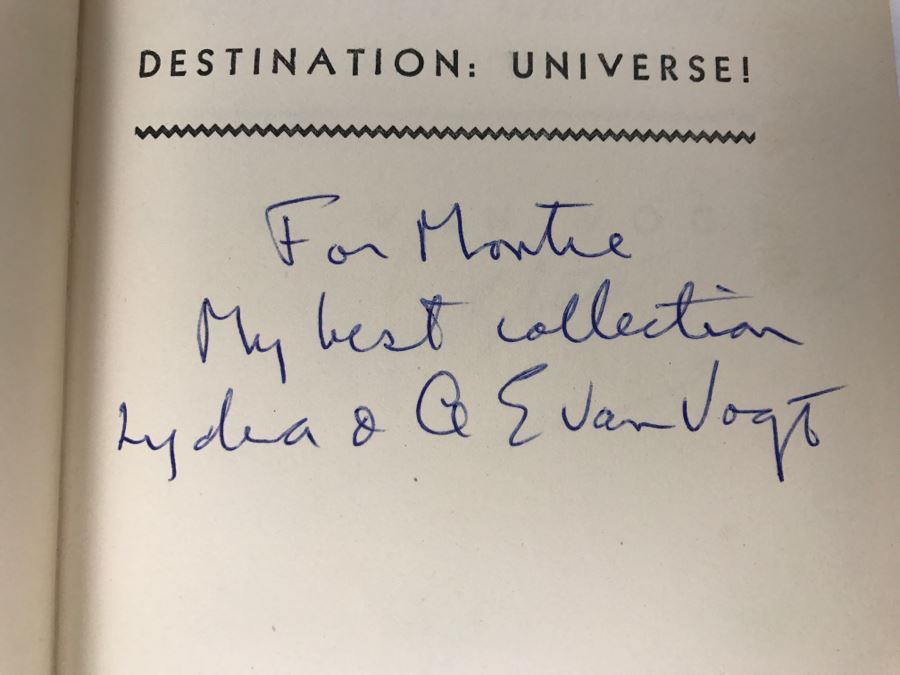 DESTINATION: UNIVERSE!
For Montie
My best collection
Lydia & A E van Vogt